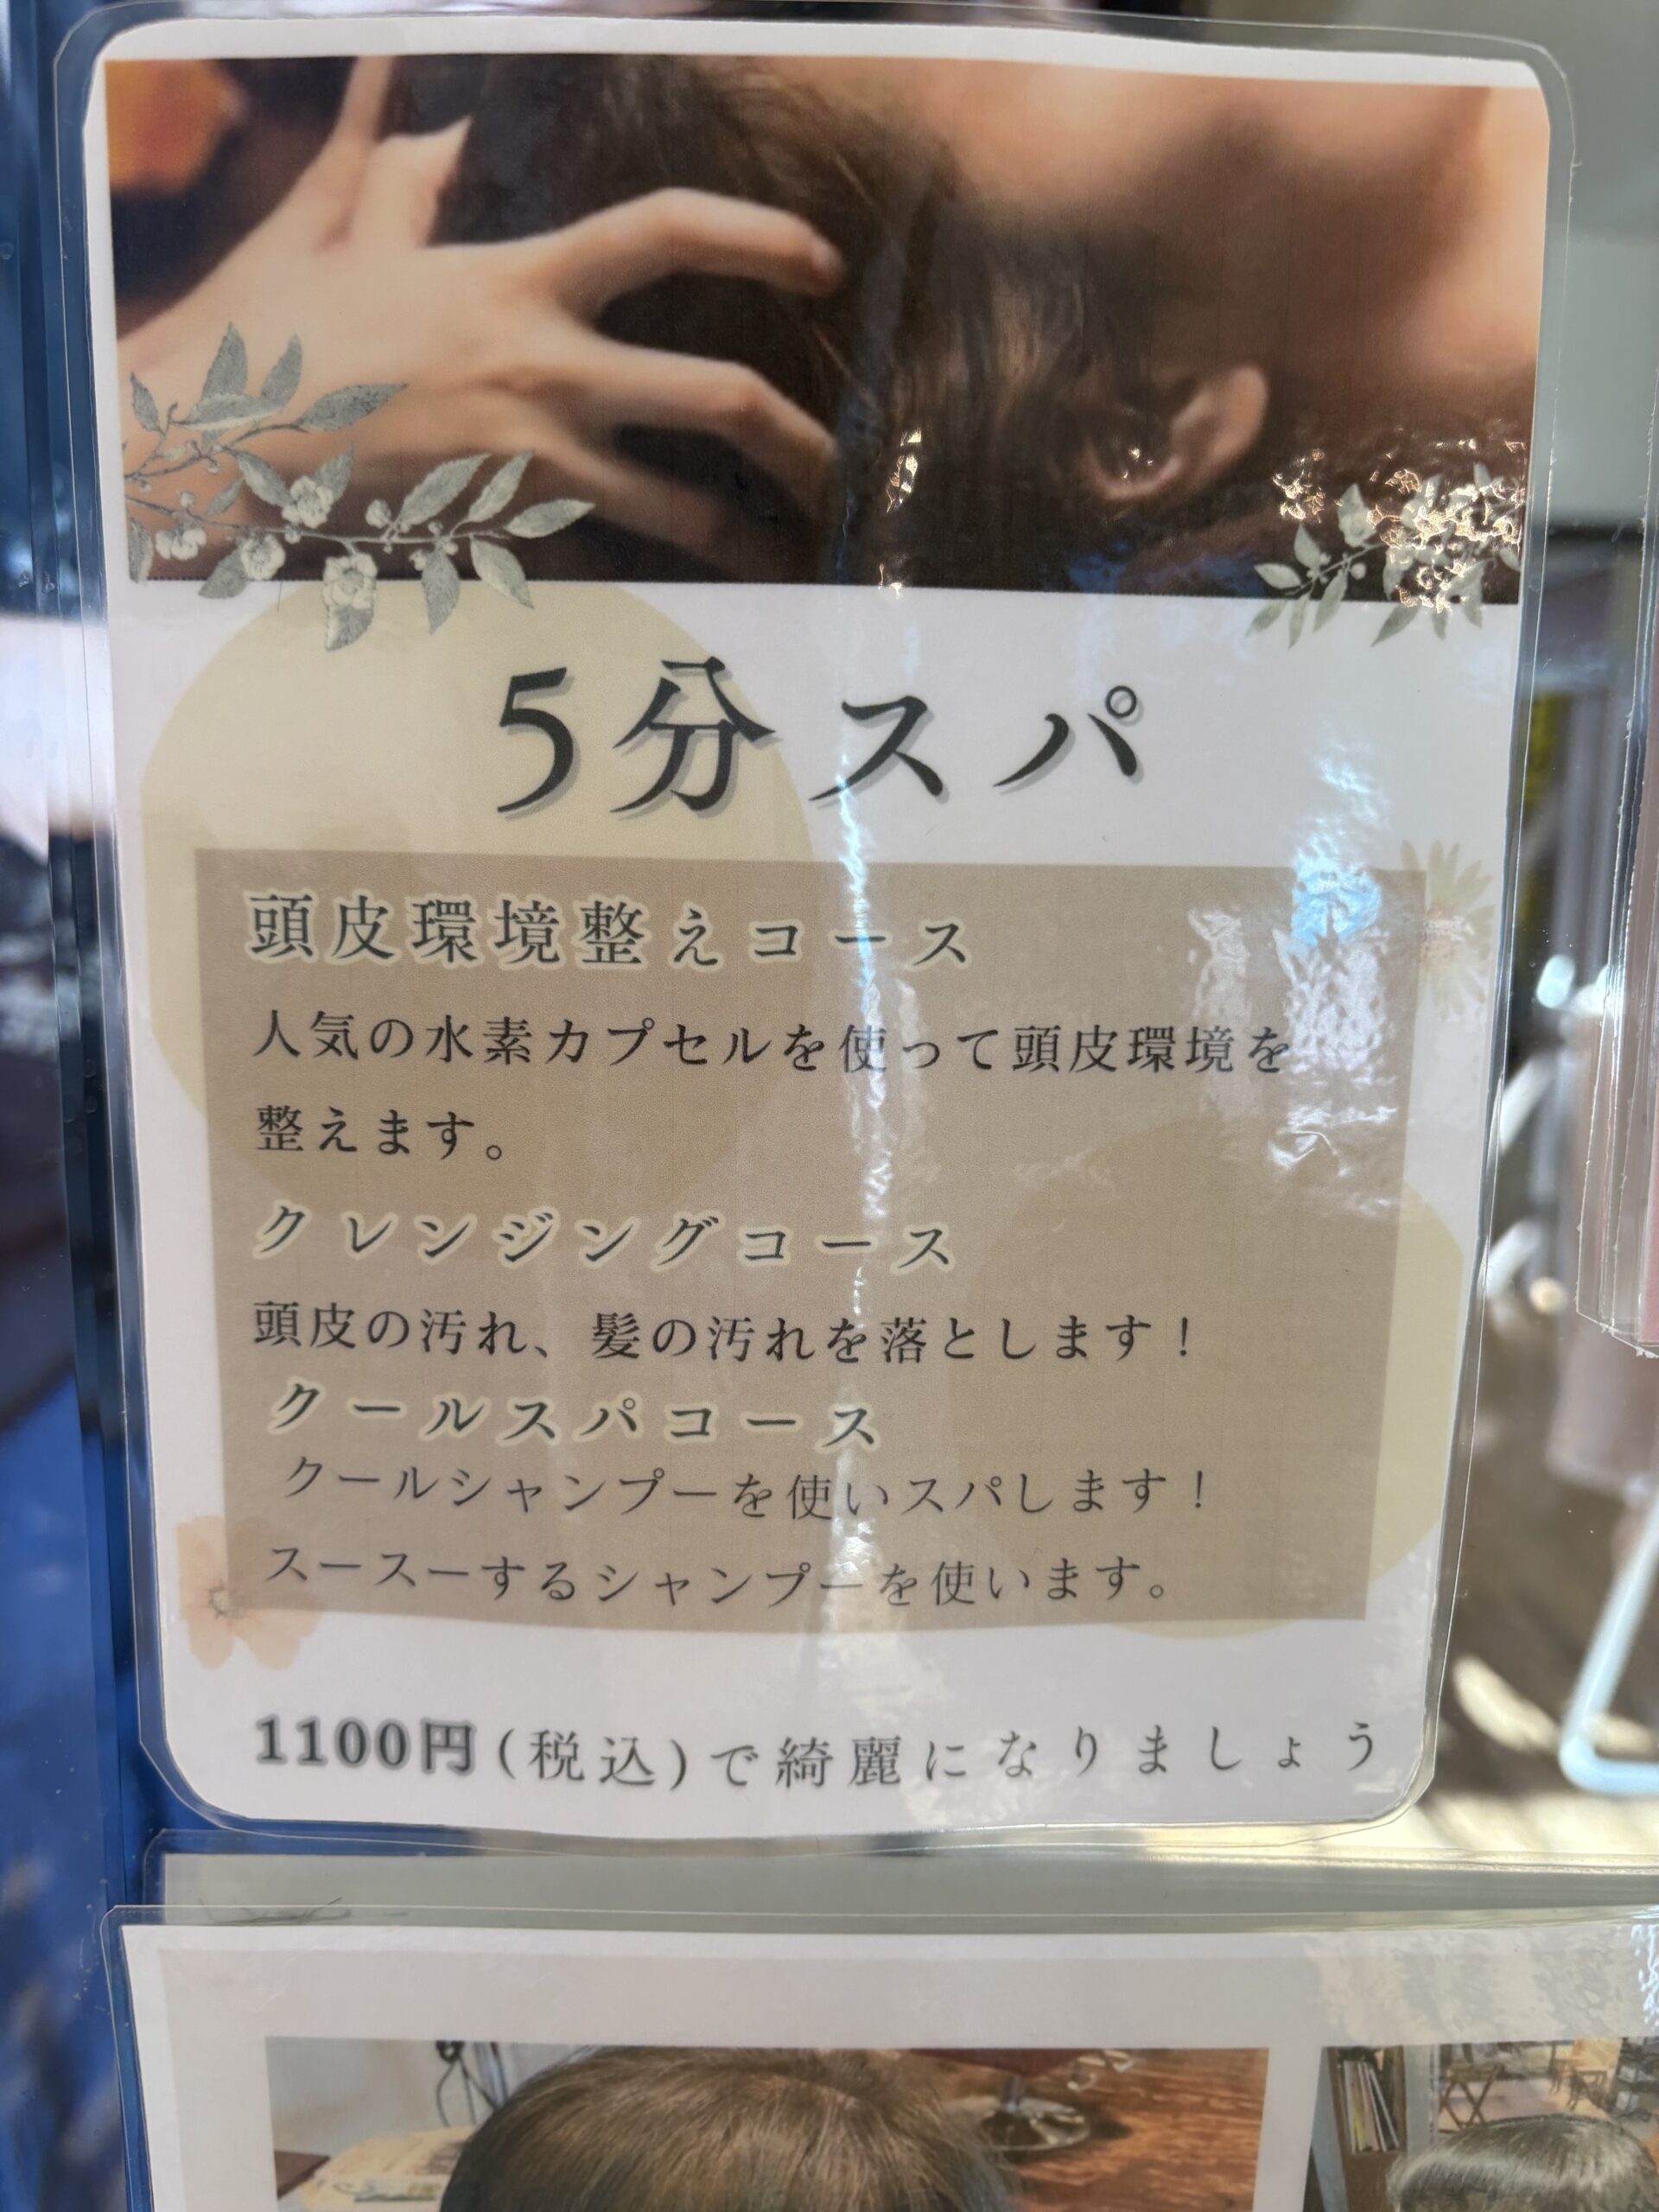 5分スパ
頭皮環境整えコース
人気の水素カプセルを使って頭皮環境を
整えます。
クレンジングコース
頭皮の汚れ、髪の汚れを落とします！
クールスパコース
クールシャンプーを使いスパします！
スースーするシャンプーを使います。
1100円(税込)で綺麗になりましょう